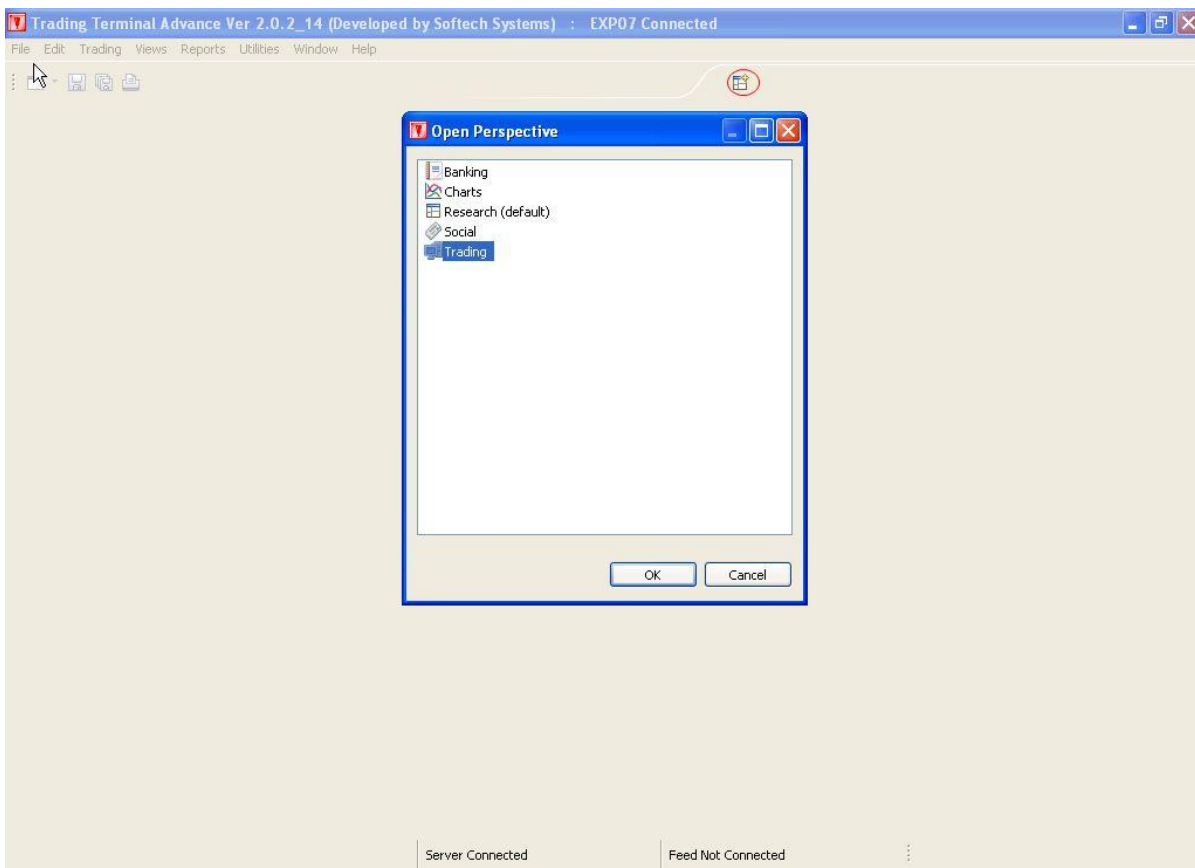 Trading Terminal Advance Ver 2.0.2_14 (Developed by Softech Systems) : EXP07 Connected
File Edit Trading Views Reports Utilities Window Help
Open Perspective
Banking
Charts
Research (default)
Social
Trading
OK Cancel
Server Connected Feed Not Connected